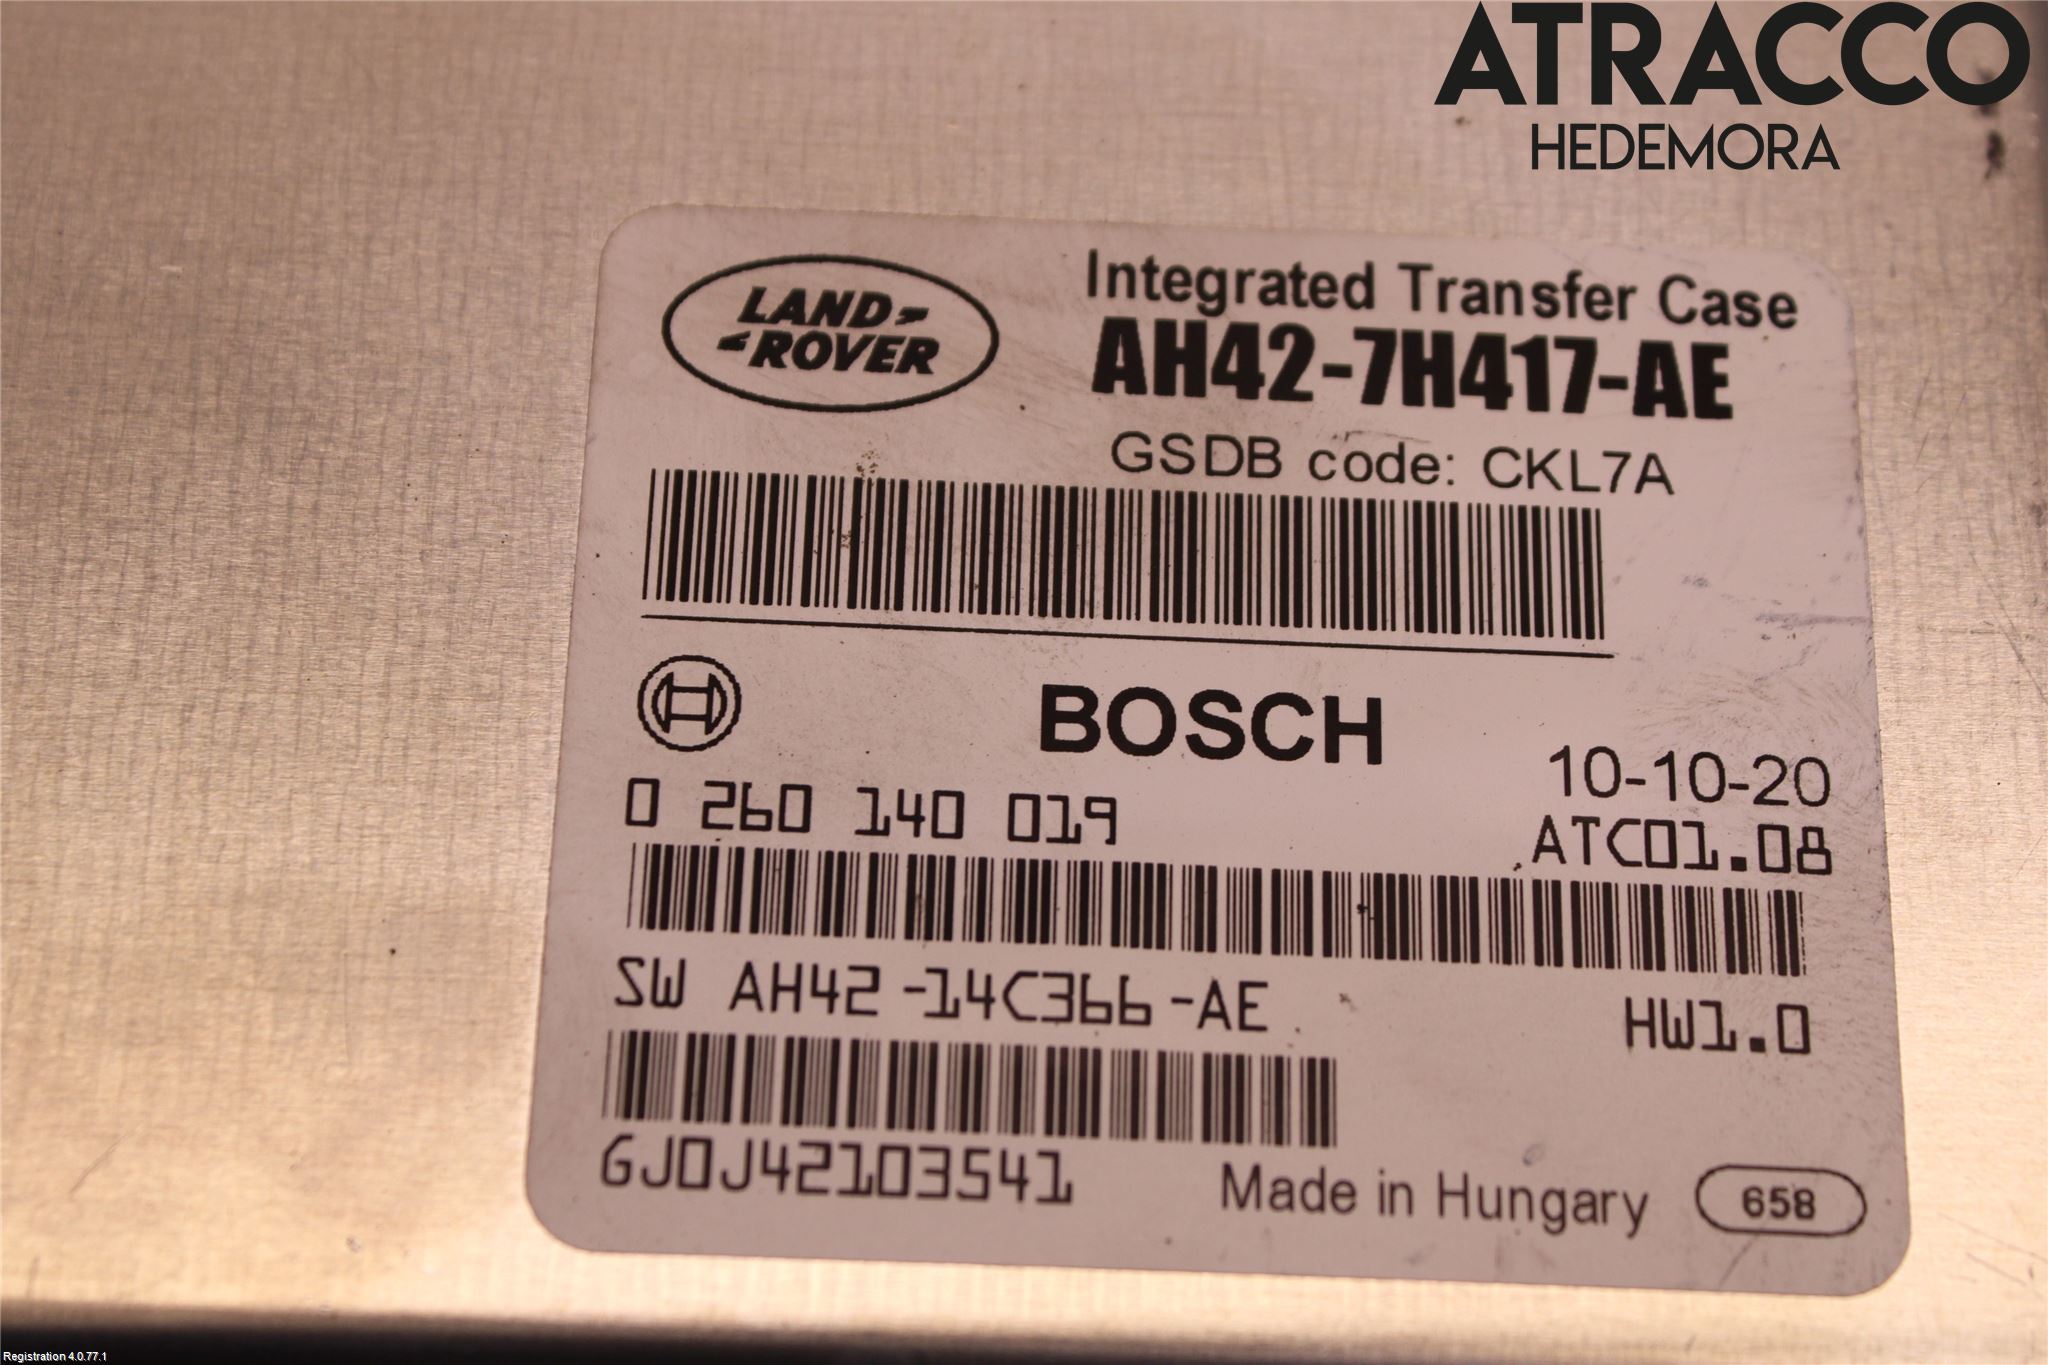 ATRACCO
HEDEMORA
LAND-
-ROVER
Integrated Transfer Case
AH42-7H417-AE
GSDB code: CKL7A
BOSCH
10-10-20
0 260 140 019
ATC01.08
SW AH42-14C366-AE
HW1.0
GJ0J42103541
Made in Hungary
658
Registration 4.0.77.1